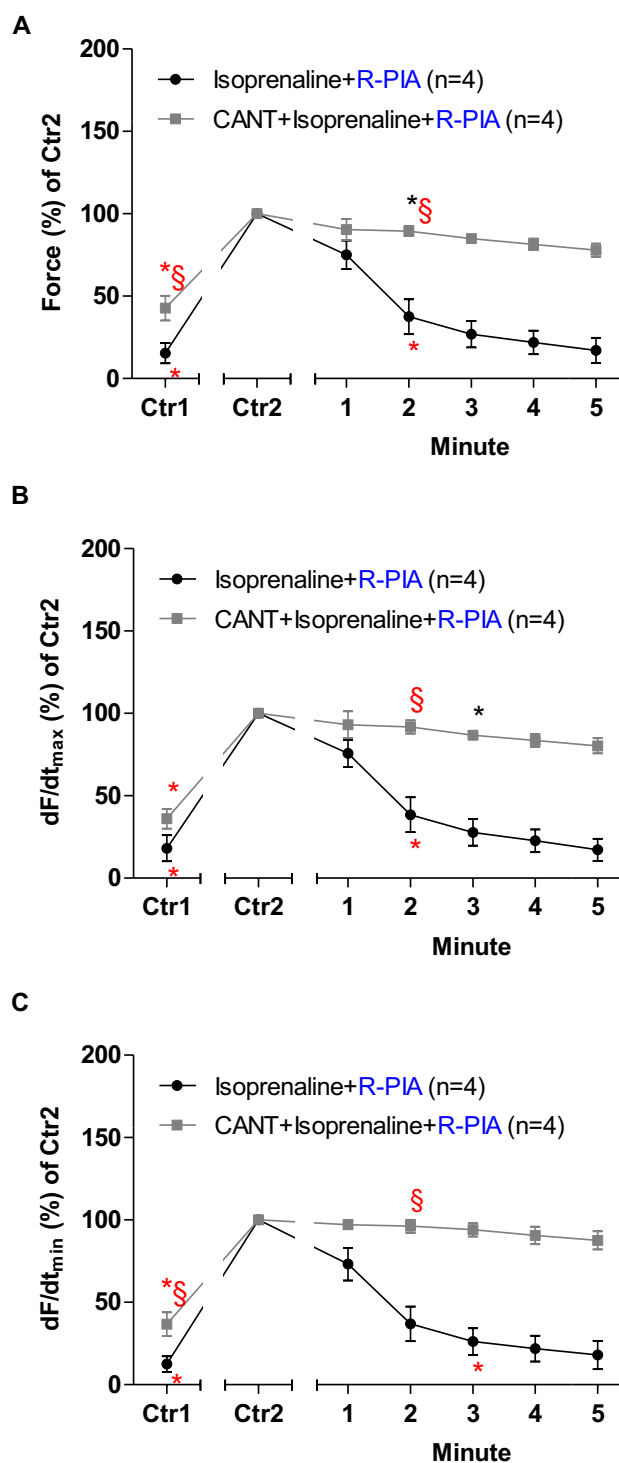 A
Force (%) of Ctr2
200
150
100
50
0
Isoprenaline+R-PIA (n=4)
CANT+Isoprenaline+R-PIA (n=4)
*§
*§
*
*
Ctr1 Ctr2 1 2 3 4 5
Minute
B
dF/dtmax (%) of Ctr2
200
150
100
50
0
Isoprenaline+R-PIA (n=4)
CANT+Isoprenaline+R-PIA (n=4)
§
*
*
*
*
Ctr1 Ctr2 1 2 3 4 5
Minute
C
dF/dtmin (%) of Ctr2
200
150
100
50
0
Isoprenaline+R-PIA (n=4)
CANT+Isoprenaline+R-PIA (n=4)
§
*§
*
*
Ctr1 Ctr2 1 2 3 4 5
Minute